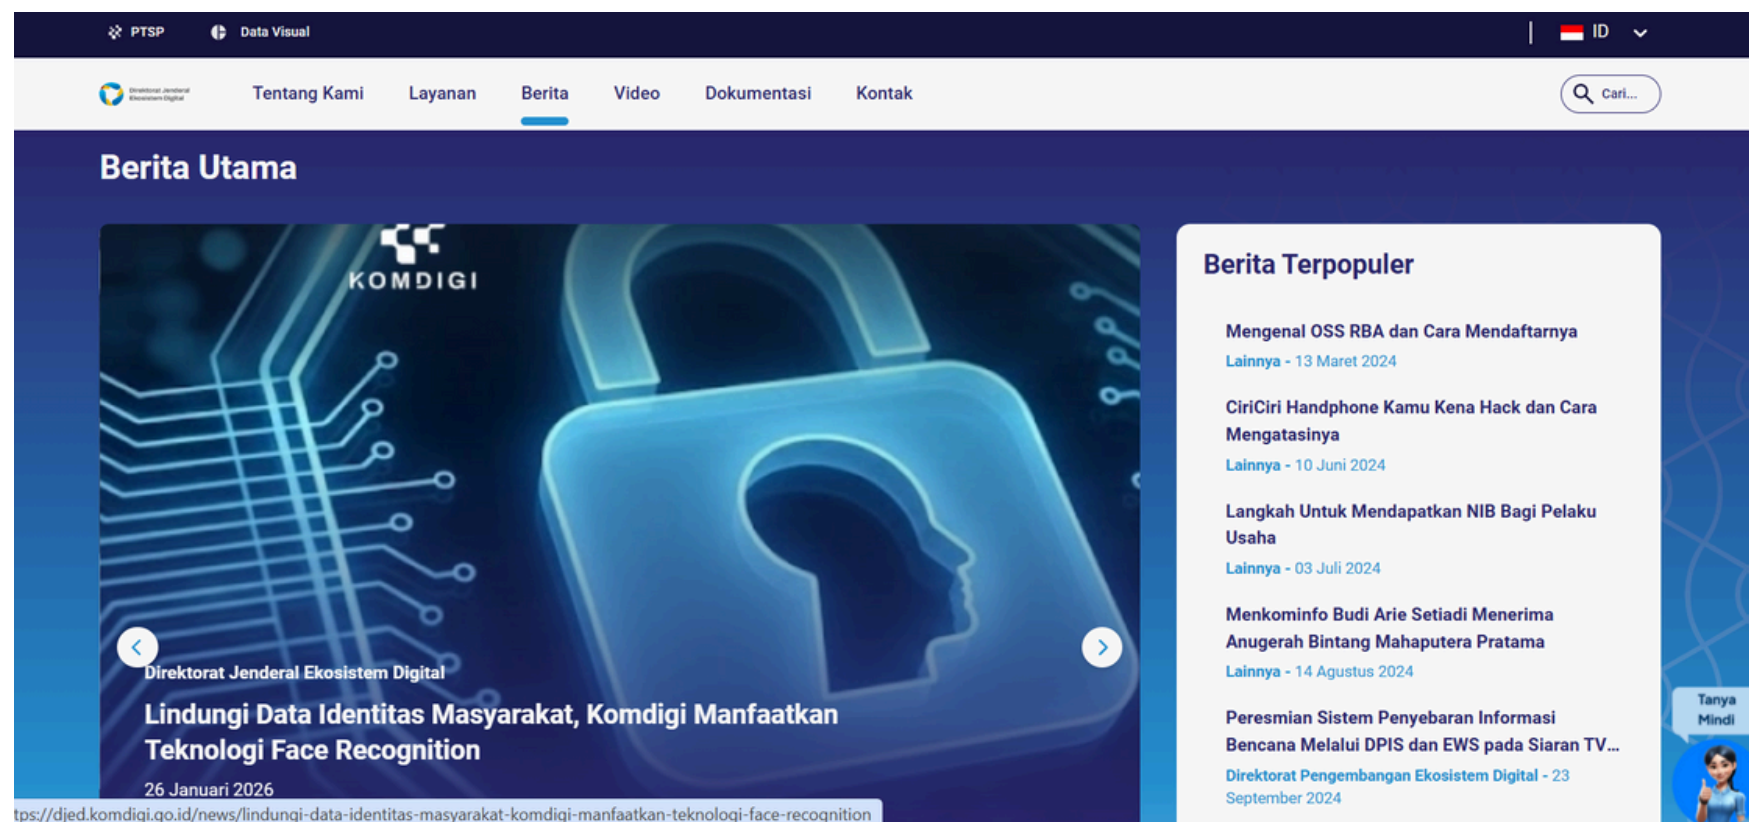 PTSP
Data Visual
ID
Direktorat Jenderal
Ekosistem Digital
Tentang Kami
Layanan
Berita
Video
Dokumentasi
Kontak
Cari...
Berita Utama
KOMDIGI
Direktorat Jenderal Ekosistem Digital
Lindungi Data Identitas Masyarakat, Komdigi Manfaatkan
Teknologi Face Recognition
26 Januari 2026
Berita Terpopuler
Mengenal OSS RBA dan Cara Mendaftarnya
Lainnya - 13 Maret 2024
CiriCiri Handphone Kamu Kena Hack dan Cara
Mengatasinya
Lainnya - 10 Juni 2024
Langkah Untuk Mendapatkan NIB Bagi Pelaku
Usaha
Lainnya - 03 Juli 2024
Menkominfo Budi Arie Setiadi Menerima
Anugerah Bintang Mahaputera Pratama
Lainnya - 14 Agustus 2024
Peresmian Sistem Penyebaran Informasi
Bencana Melalui DPIS dan EWS pada Siaran TV...
Direktorat Pengembangan Ekosistem Digital - 23
September 2024
Tanya
Mindi
tps://djed.komdigi.go.id/news/lindungi-data-identitas-masyarakat-komdigi-manfaatkan-teknologi-face-recognition